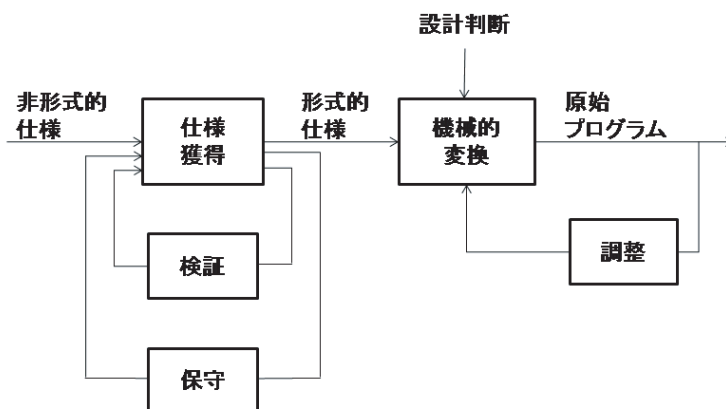 設計判断
非形式的
仕様
仕様
獲得
形式的
仕様
機械的
変換
原始
プログラム
検証
調整
保守